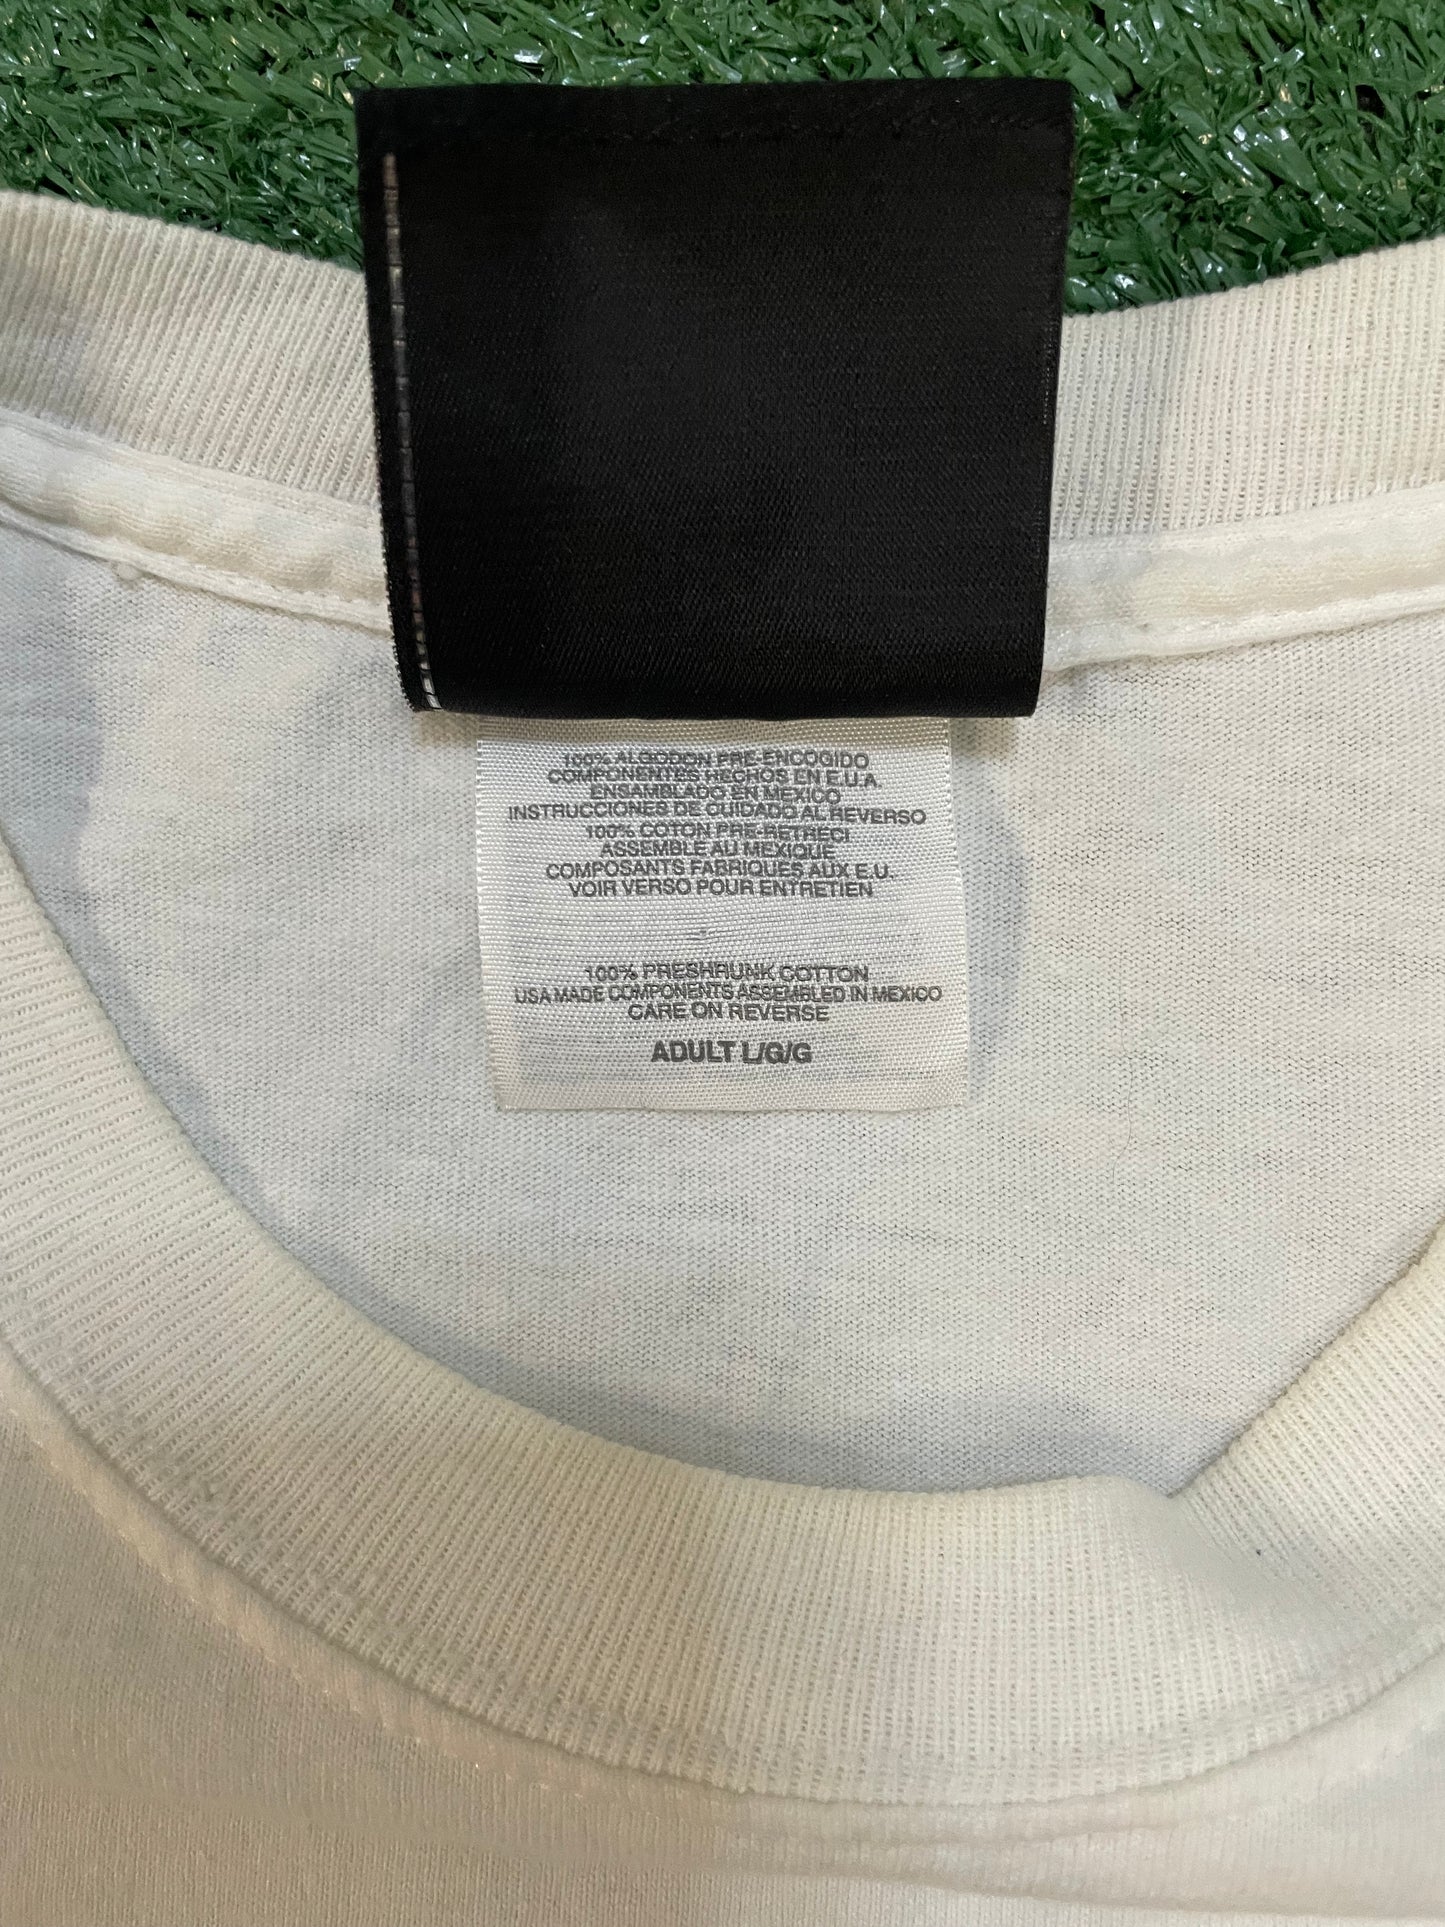 100% ALGODON PRE-ENCOGIDO
COMPONENTES HECHOS EN E.U.A.
ENSAMBLADO EN MEXICO
INSTRUCCIONES DE CUIDADO AL REVERSO
100% COTON PRE-RETRECI
ASSEMBLE AU MEXIQUE
COMPOSANTS FABRIQUES AUX E.U.
VOIR VERSO POUR ENTRETIEN
100% PRESHRUNK COTTON
USA MADE COMPONENTS ASSEMBLED IN MEXICO
CARE ON REVERSE
ADULT L/G/G